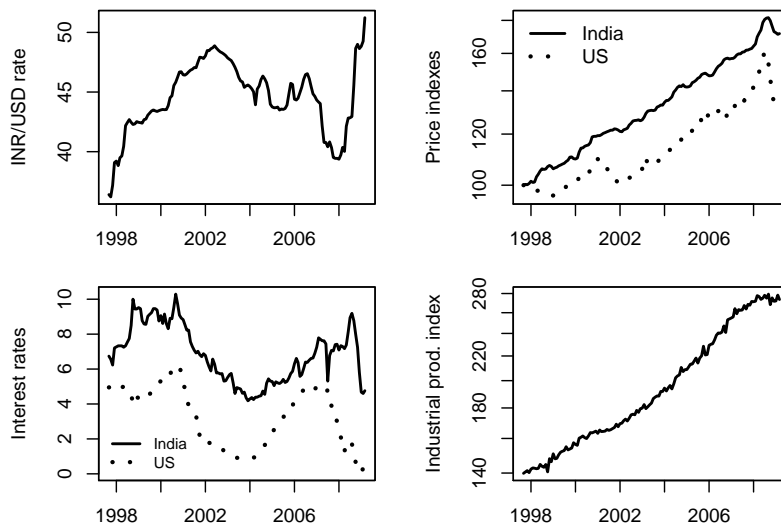 INR/USD rate
50
45
40
1998 2002 2006
Price indexes
160
120
100
India
US
1998 2002 2006
Interest rates
10
8
6
4
2
0
India
US
1998 2002 2006
Industrial prod. index
280
220
180
140
1998 2002 2006